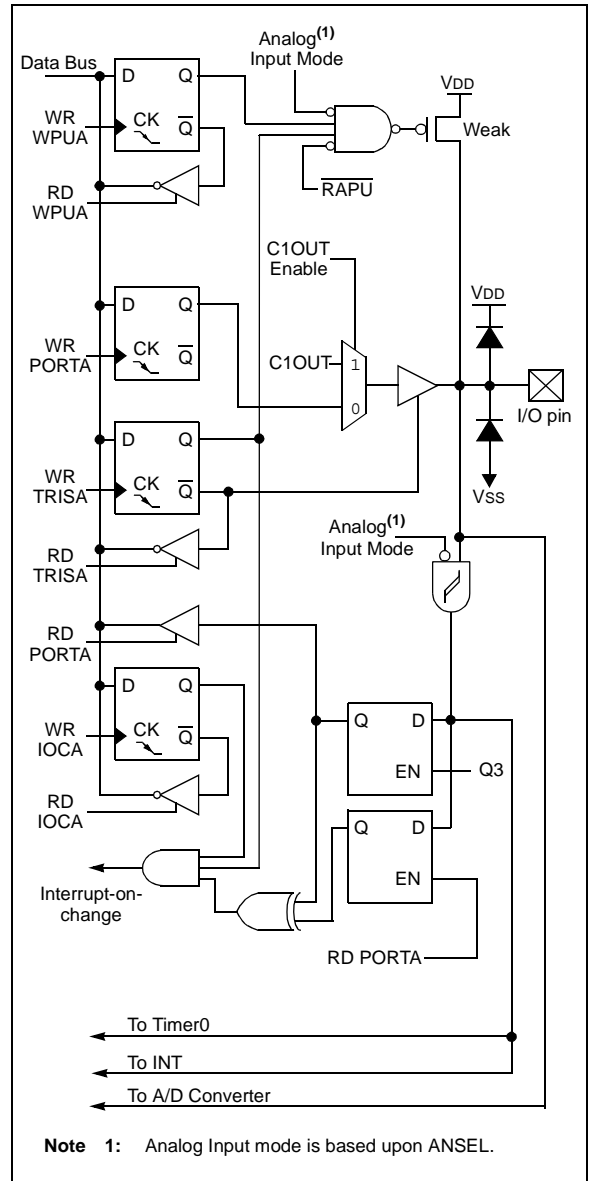 Analog(1)
Input Mode
Data Bus
D Q
VDD
WR
WPUA
CK Q
Weak
RD
WPUA
RAPU
C1OUT
Enable
D Q
VDD
WR
PORTA
CK Q
C1OUT
1
0
I/O pin
D Q
WR
TRISA
CK Q
VSS
Analog(1)
Input Mode
RD
TRISA
RD
PORTA
D Q
WR
IOCA
CK Q
Q D
EN
Q3
RD
IOCA
Q D
EN
Interrupt-on-
change
RD PORTA
To Timer0
To INT
To A/D Converter
Note 1: Analog Input mode is based upon ANSEL.